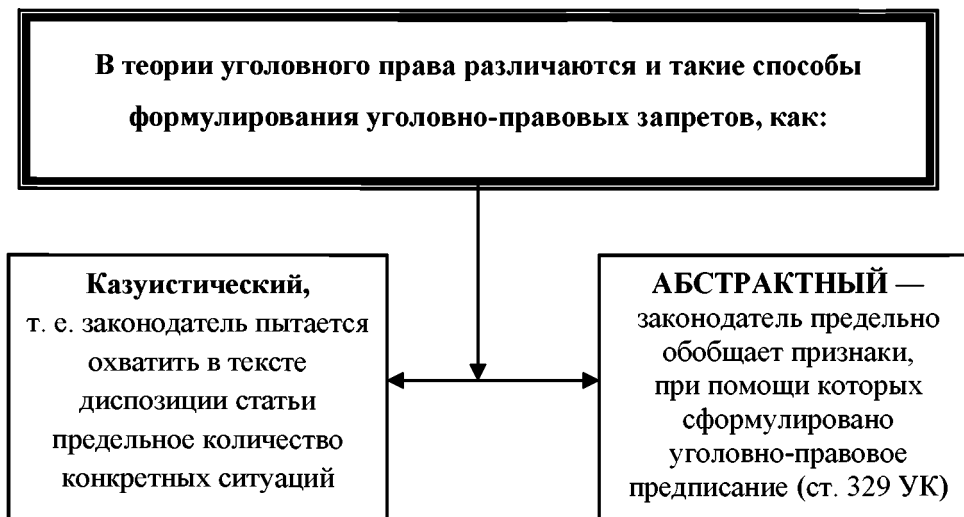 В теории уголовного права различаются и такие способы
формулирования уголовно-правовых запретов, как:
Казуистический,
т. е. законодатель пытается
охватить в тексте
диспозиции статьи
предельное количество
конкретных ситуаций
АБСТРАКТНЫЙ —
законодатель предельно
обобщает признаки,
при помощи которых
сформулировано
уголовно-правовое
предписание (ст. 329 УК)